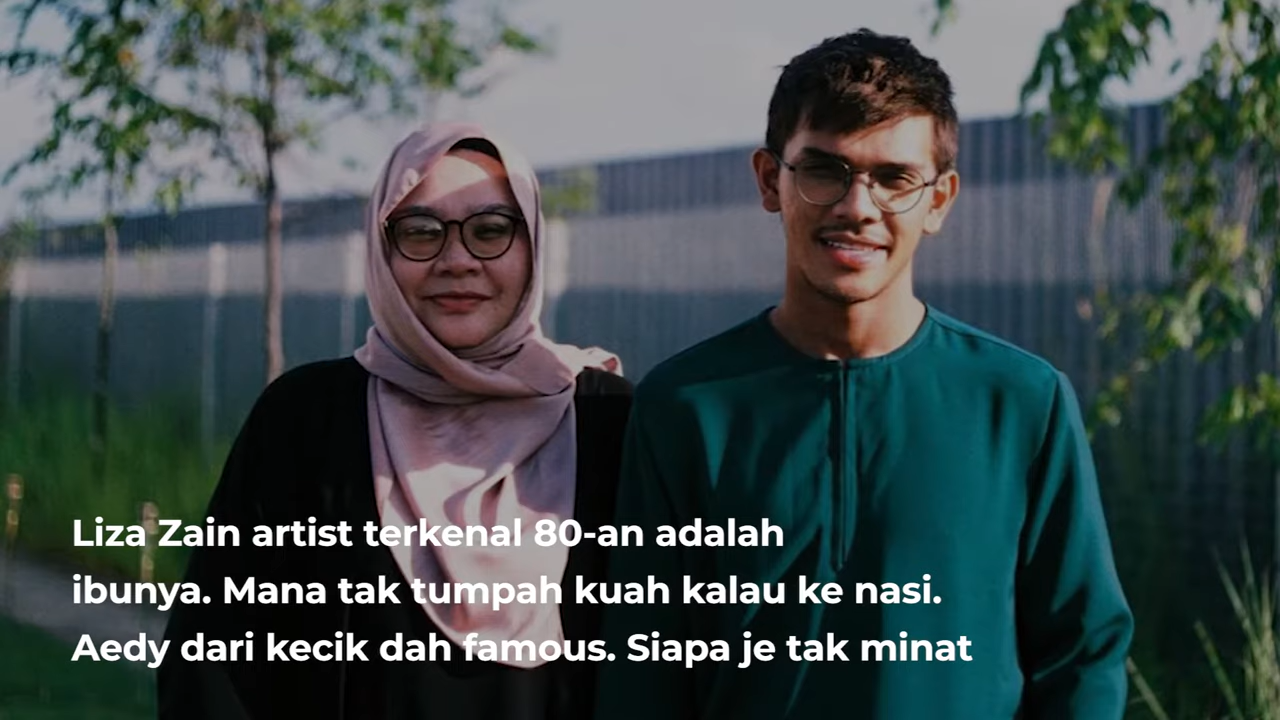 Liza Zain artist terkenal 80-an adalah
ibunya. Mana tak tumpah kuah kalau ke nasi.
Aedy dari kecik dah famous. Siapa je tak minat